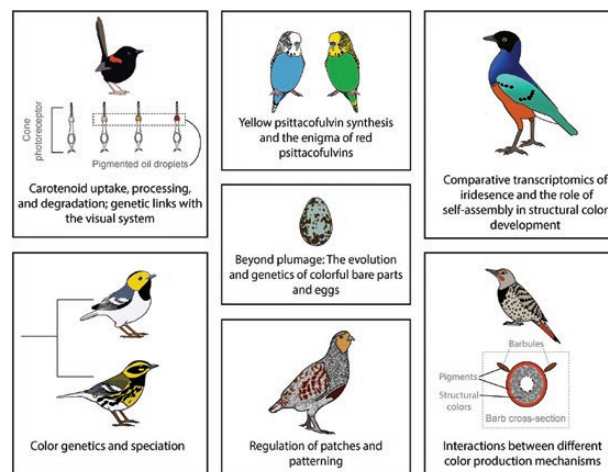 Cone
photoreceptor
Pigmented oil droplets
Carotenoid uptake, processing,
and degradation; genetic links with
the visual system
Yellow psittacofulvin synthesis
and the enigma of red
psittacofulvins
Comparative transcriptomics of
iridesence and the role of
self-assembly in structural color
development
Beyond plumage: The evolution
and genetics of colorful bare parts
and eggs
Color genetics and speciation
Regulation of patches and
patterning
Barbules
Pigments
Structural
colors
Barb cross-section
Interactions between different
color production mechanisms